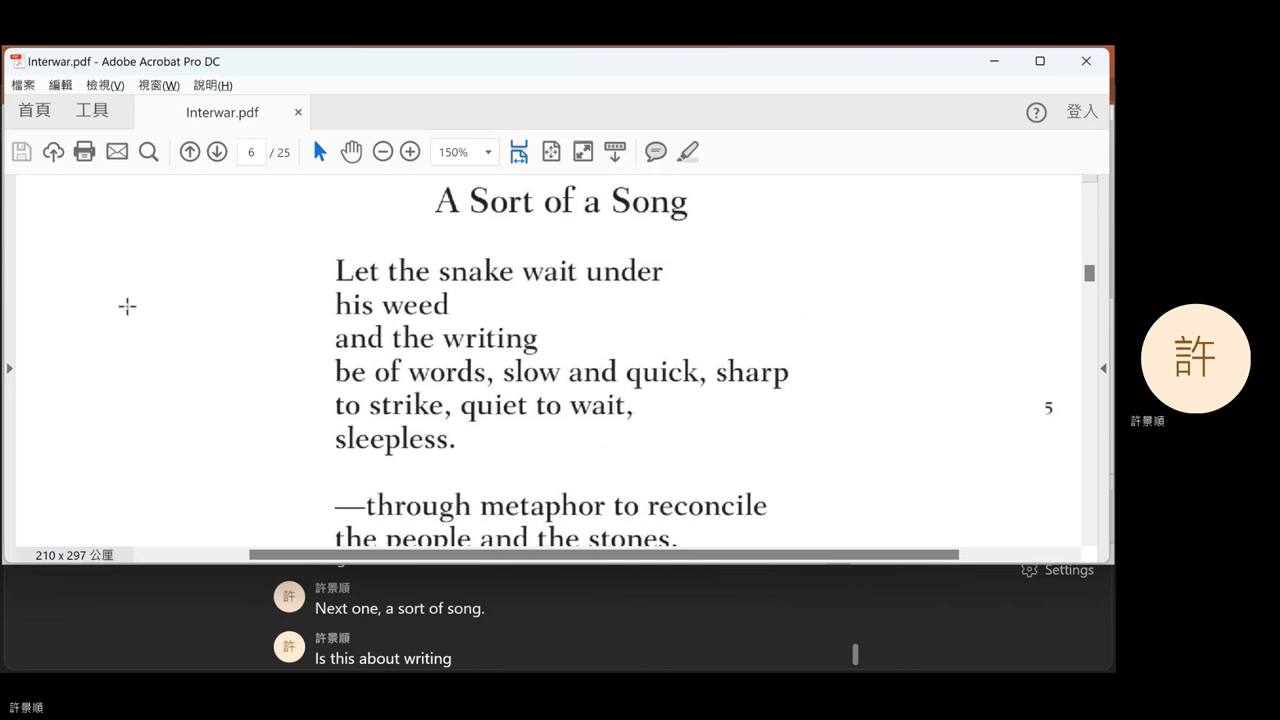 Interwar.pdf - Adobe Acrobat Pro DC
檔案 編輯 檢視(V) 視窗(W) 說明(H)
首頁 工具 Interwar.pdf × 登入
6 / 25 150%
A Sort of a Song
Let the snake wait under
his weed
and the writing
be of words, slow and quick, sharp
to strike, quiet to wait, 5
sleepless.
—through metaphor to reconcile
the people and the stones.
210 x 297 公厘
Settings
許
許景順
許 許景順
Next one, a sort of song.
許 許景順
Is this about writing
許景順